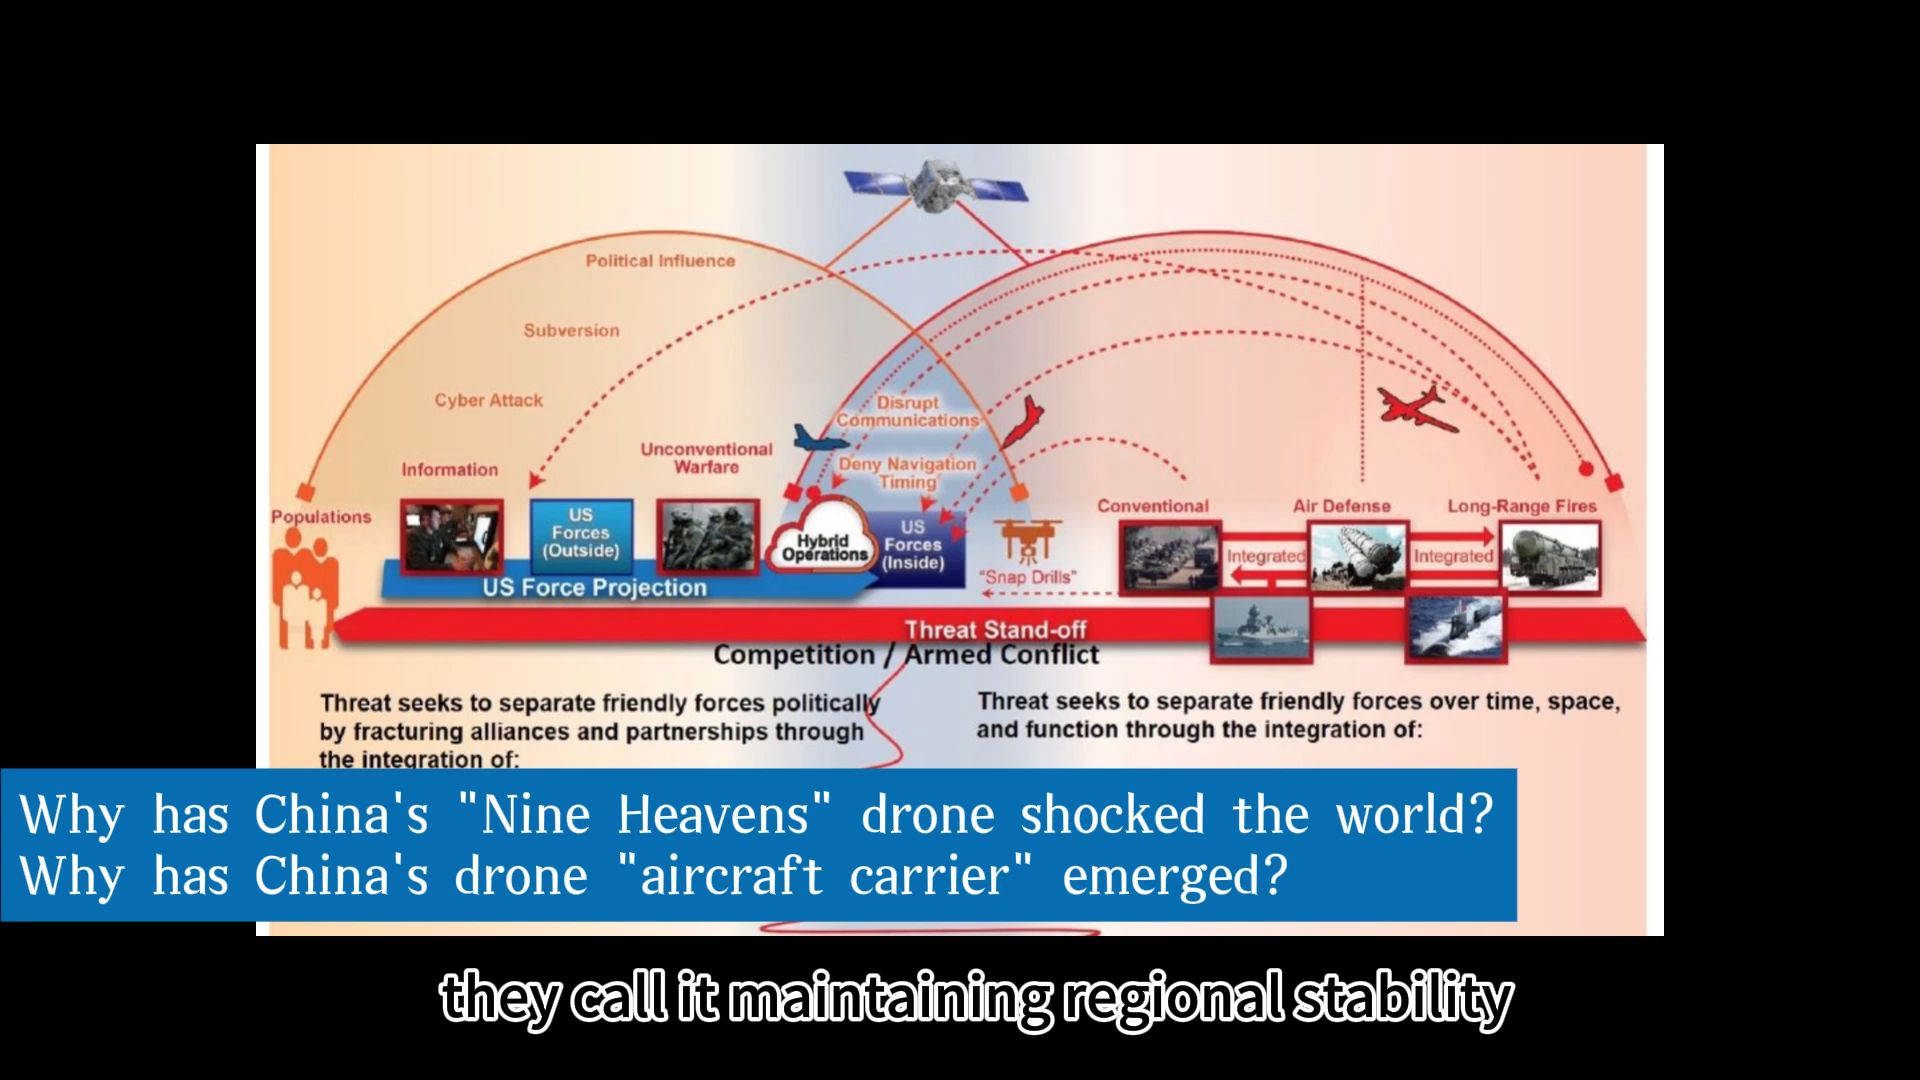 Political Influence
Subversion
Cyber Attack
Disrupt
Communications
Unconventional
Warfare
Information
Deny Navigation
Timing
Populations
US
Forces
(Outside)
Hybrid
Operations
US
Forces
(Inside)
"Snap Drills"
Conventional
Air Defense
Long-Range Fires
Integrated
Integrated
US Force Projection
Threat Stand-off
Competition / Armed Conflict
Threat seeks to separate friendly forces politically
by fracturing alliances and partnerships through
the integration of:
Threat seeks to separate friendly forces over time, space,
and function through the integration of:
Why has China's "Nine Heavens" drone shocked the world?
Why has China's drone "aircraft carrier" emerged?
they call it maintaining regional stability